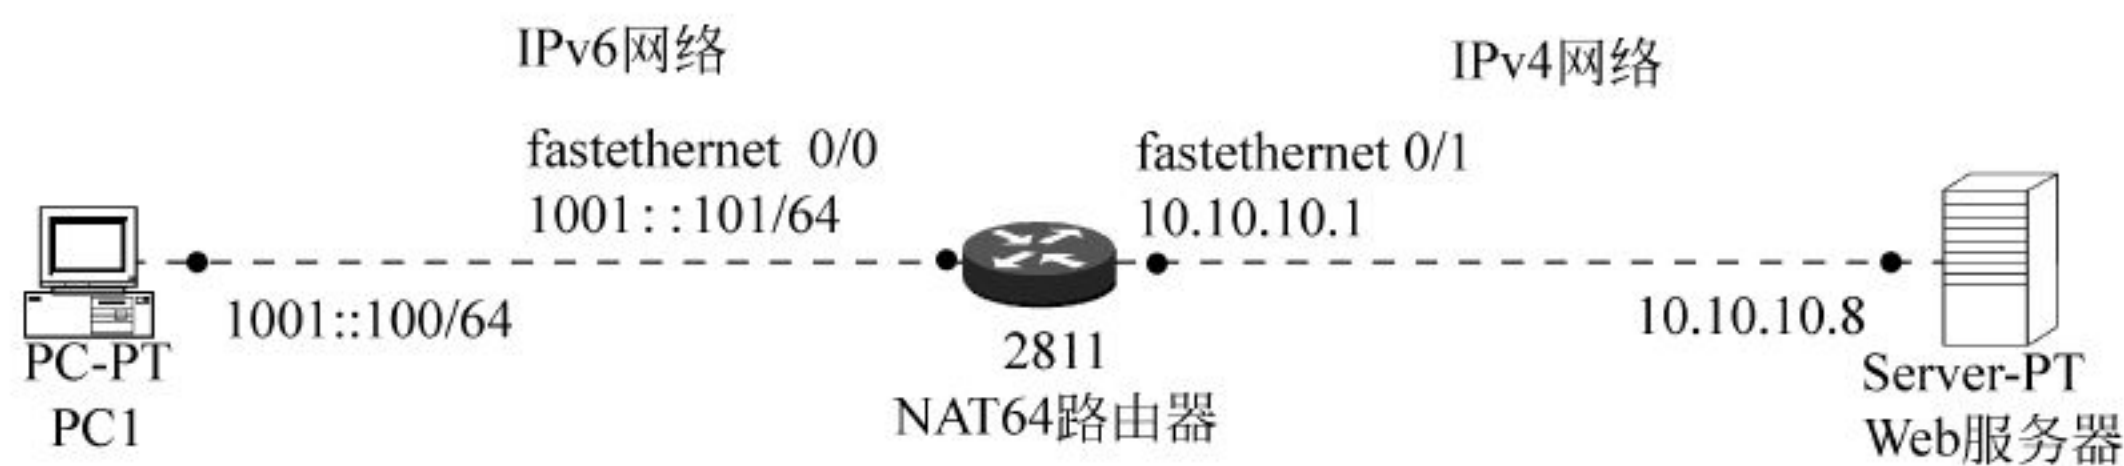 IPv6网络
IPv4网络
fastethernet 0/0
1001::101/64
fastethernet 0/1
10.10.10.1
1001::100/64
10.10.10.8
PC-PT
PC1
2811
NAT64路由器
Server-PT
Web服务器